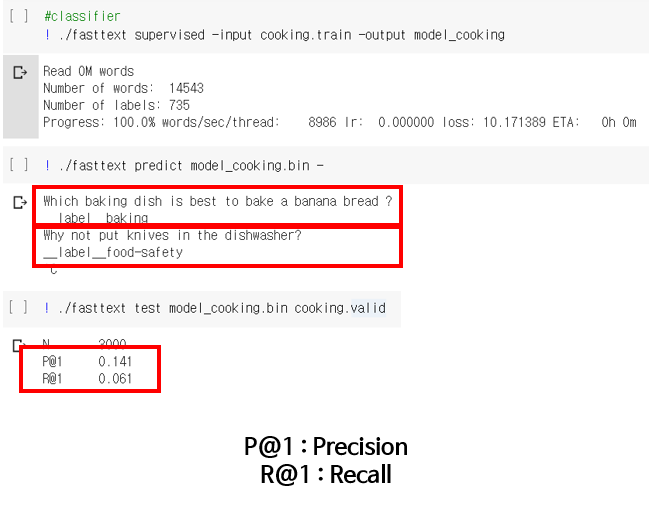 [ ] #classifier
! ./fasttext supervised -input cooking.train -output model_cooking
Read 0M words
Number of words: 14543
Number of labels: 735
Progress: 100.0% words/sec/thread: 8986 lr: 0.000000 loss: 10.171389 ETA: 0h 0m
[ ] ! ./fasttext predict model_cooking.bin -
Which baking dish is best to bake a banana bread ?
__label__baking
Why not put knives in the dishwasher?
__label__food-safety
^C
[ ] ! ./fasttext test model_cooking.bin cooking.valid
N 3000
P@1 0.141
R@1 0.061
P@1 : Precision
R@1 : Recall